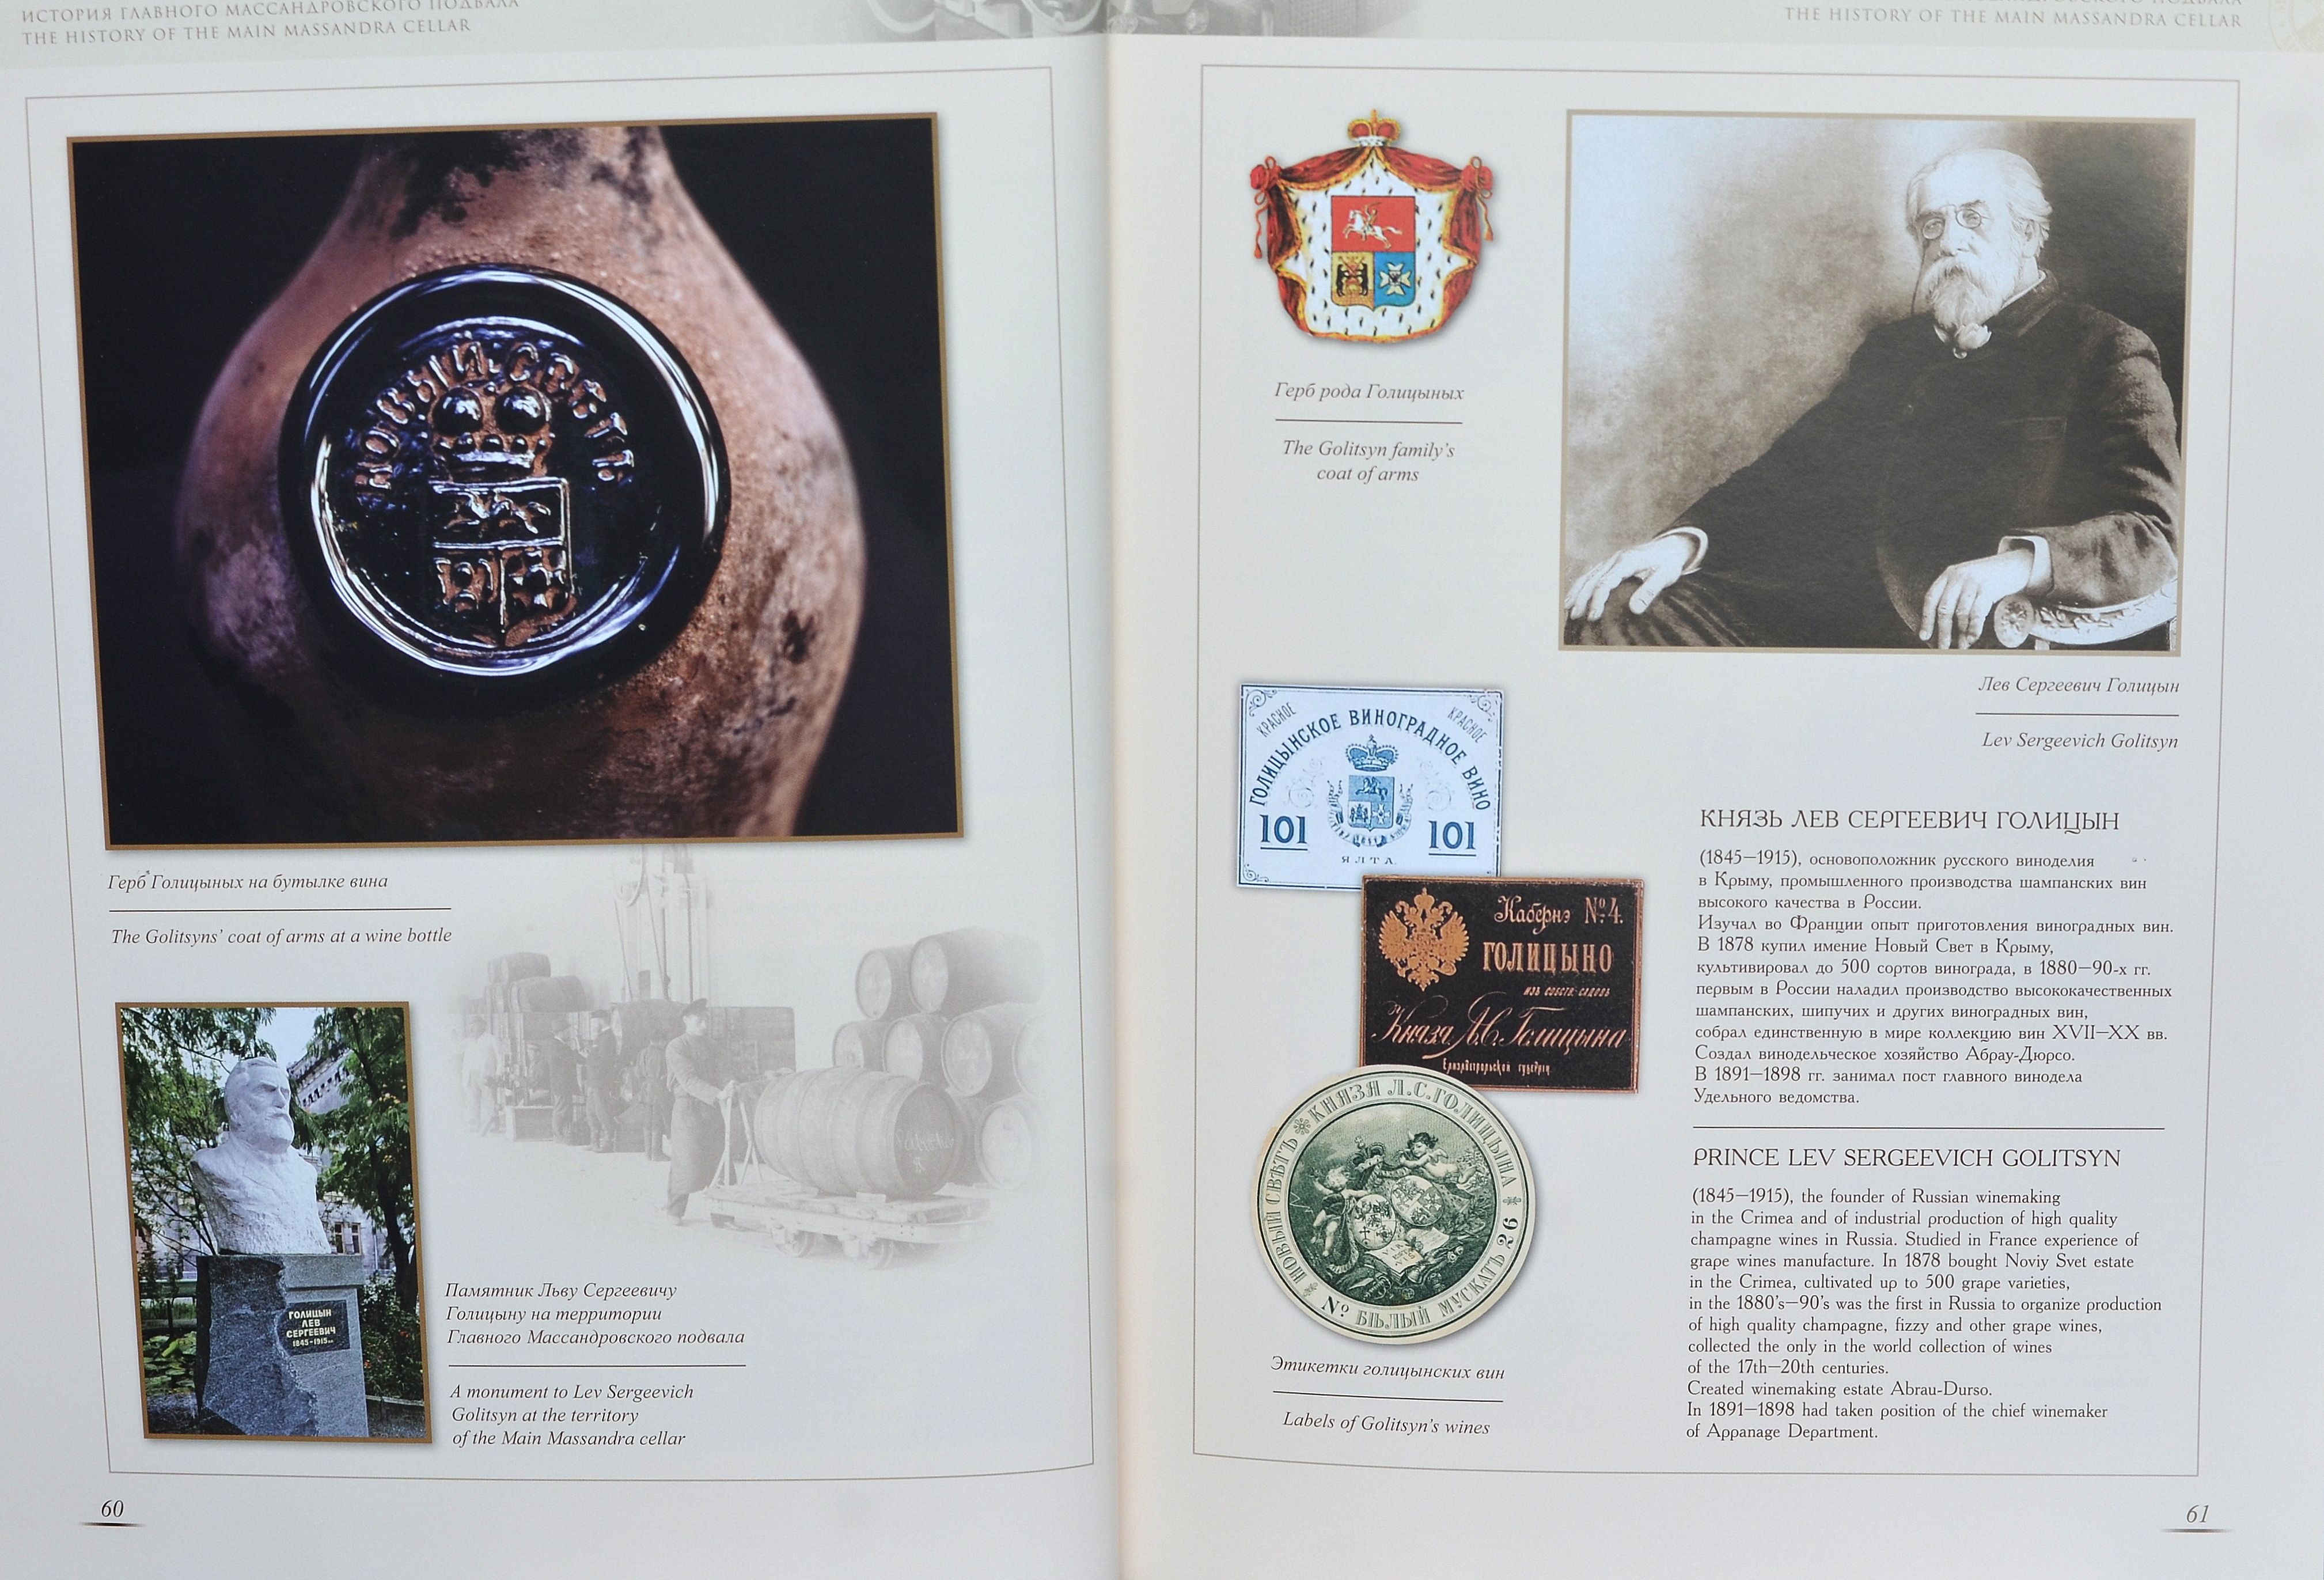 ИСТОРИЯ ГЛАВНОГО МАССАНДРОВСКОГО ПОДВАЛА
THE HISTORY OF THE MAIN MASSANDRA CELLAR
НОВЫЙ СВѢТЪ
Герб Голицыных на бутылке вина
The Golitsyns’ coat of arms at a wine bottle
ГОЛИЦЫН
ЛЕВ
СЕРГЕЕВИЧ
1845-1915
Памятник Льву Сергеевичу
Голицыну на территории
Главного Массандровского подвала
A monument to Lev Sergeevich
Golitsyn at the territory
of the Main Massandra cellar
60
ПОДВАЛА
THE HISTORY OF THE MAIN MASSANDRA CELLAR
Герб рода Голицыных
The Golitsyn family’s
coat of arms
Лев Сергеевич Голицын
Lev Sergeevich Golitsyn
КРАСНОЕ
КРАСНОЕ
ГОЛИЦЫНСКОЕ ВИНОГРАДНОЕ ВИНО
101
101
ЯЛТА
Кабернэ № 4.
ГОЛИЦЫНО
изъ собств. садовъ
Князя Л.С. Голицына
губерніи
КНЯЗЯ Л.С.ГОЛИЦЫНА
НОВЫЙ СВѢТЪ
№ БѢЛЫЙ МУСКАТЪ 26
Этикетки голицынских вин
Labels of Golitsyn’s wines
КНЯЗЬ ЛЕВ СЕРГЕЕВИЧ ГОЛИЦЫН
(1845—1915), основоположник русского виноделия
в Крыму, промышленного производства шампанских вин
высокого качества в России.
Изучал во Франции опыт приготовления виноградных вин.
В 1878 купил имение Новый Свет в Крыму,
культивировал до 500 сортов винограда, в 1880—90-х гг.
первым в России наладил производство высококачественных
шампанских, шипучих и других виноградных вин,
собрал единственную в мире коллекцию вин XVII—XX вв.
Создал винодельческое хозяйство Абрау-Дюрсо.
В 1891—1898 гг. занимал пост главного винодела
Удельного ведомства.
PRINCE LEV SERGEEVICH GOLITSYN
(1845—1915), the founder of Russian winemaking
in the Crimea and of industrial production of high quality
champagne wines in Russia. Studied in France experience of
grape wines manufacture. In 1878 bought Noviy Svet estate
in the Crimea, cultivated up to 500 grape varieties,
in the 1880’s—90’s was the first in Russia to organize production
of high quality champagne, fizzy and other grape wines,
collected the only in the world collection of wines
of the 17th—20th centuries.
Created winemaking estate Abrau-Durso.
In 1891—1898 had taken position of the chief winemaker
of Appanage Department.
61